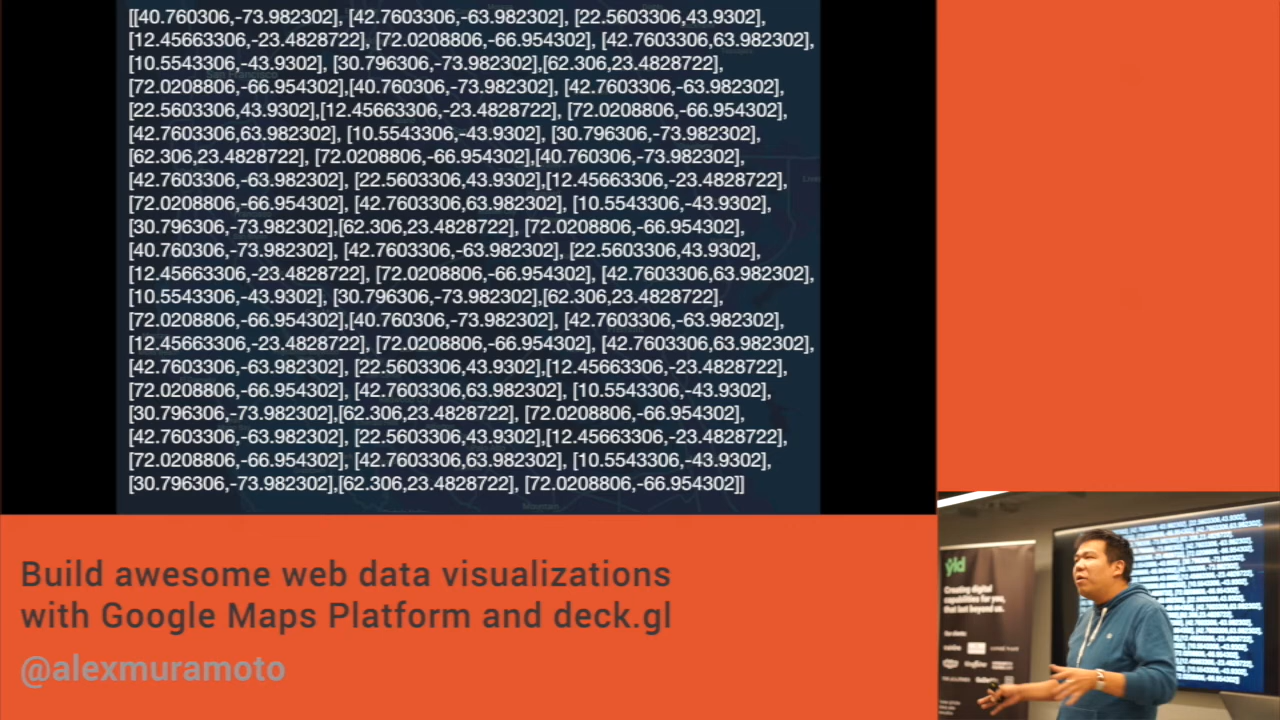 [[40.760306,-73.982302], [42.7603306,-63.982302], [22.5603306,43.9302],
[12.45663306,-23.4828722], [72.0208806,-66.954302], [42.7603306,63.982302],
[10.5543306,-43.9302], [30.796306,-73.982302],[62.306,23.4828722],
[72.0208806,-66.954302],[40.760306,-73.982302], [42.7603306,-63.982302],
[22.5603306,43.9302],[12.45663306,-23.4828722], [72.0208806,-66.954302],
[42.7603306,63.982302], [10.5543306,-43.9302], [30.796306,-73.982302],
[62.306,23.4828722], [72.0208806,-66.954302],[40.760306,-73.982302],
[42.7603306,-63.982302], [22.5603306,43.9302],[12.45663306,-23.4828722],
[72.0208806,-66.954302], [42.7603306,63.982302], [10.5543306,-43.9302],
[30.796306,-73.982302],[62.306,23.4828722], [72.0208806,-66.954302],
[40.760306,-73.982302], [42.7603306,-63.982302], [22.5603306,43.9302],
[12.45663306,-23.4828722], [72.0208806,-66.954302], [42.7603306,63.982302],
[10.5543306,-43.9302], [30.796306,-73.982302],[62.306,23.4828722],
[72.0208806,-66.954302],[40.760306,-73.982302], [42.7603306,-63.982302],
[12.45663306,-23.4828722], [72.0208806,-66.954302], [42.7603306,63.982302],
[42.7603306,-63.982302], [22.5603306,43.9302],[12.45663306,-23.4828722],
[72.0208806,-66.954302], [42.7603306,63.982302], [10.5543306,-43.9302],
[30.796306,-73.982302],[62.306,23.4828722], [72.0208806,-66.954302],
[42.7603306,-63.982302], [22.5603306,43.9302],[12.45663306,-23.4828722],
[72.0208806,-66.954302], [42.7603306,63.982302], [10.5543306,-43.9302],
[30.796306,-73.982302],[62.306,23.4828722], [72.0208806,-66.954302]]
Build awesome web data visualizations
with Google Maps Platform and deck.gl
@alexmuramoto
yld
Creating digital
capabilities for you,
that last beyond us.